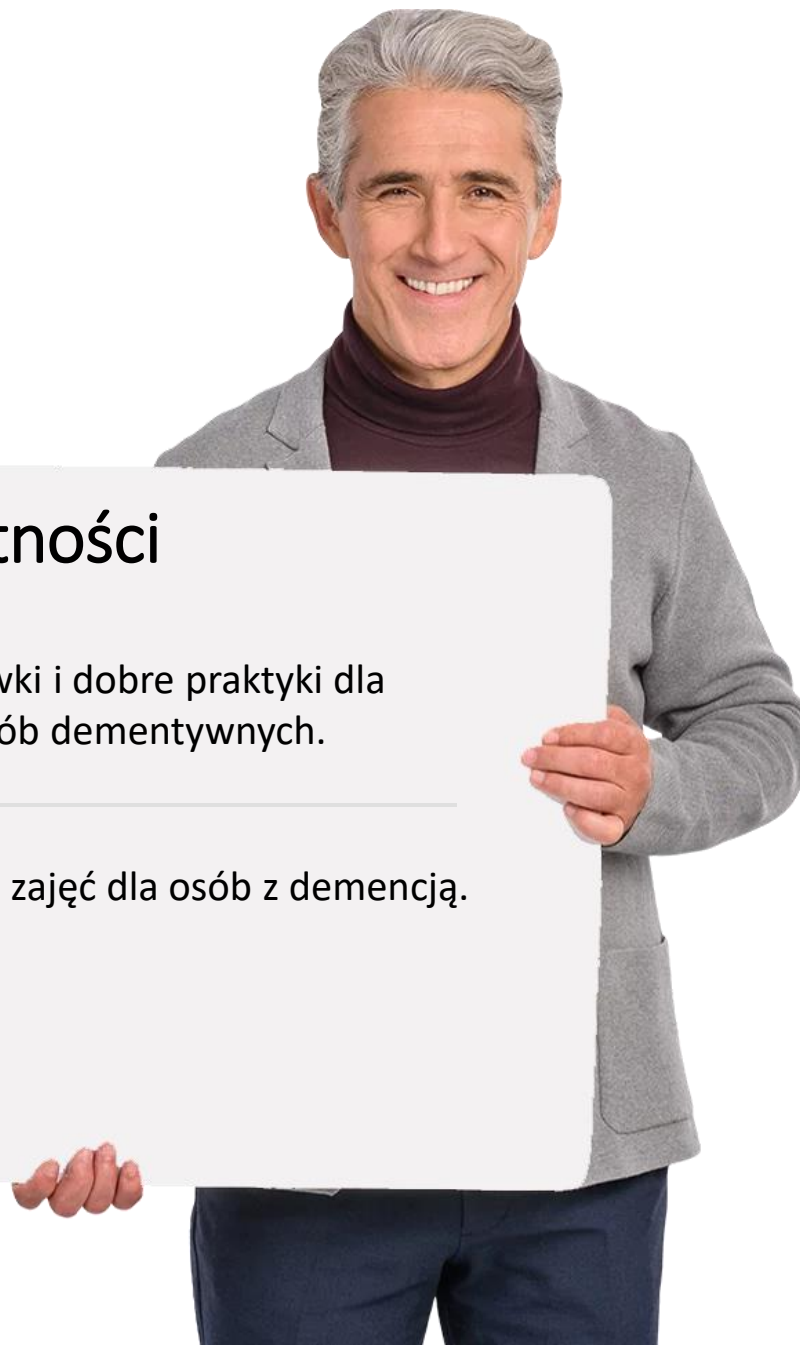 tności
wki i dobre praktyki dla
ób dementywnych.
zajęć dla osób z demencją.